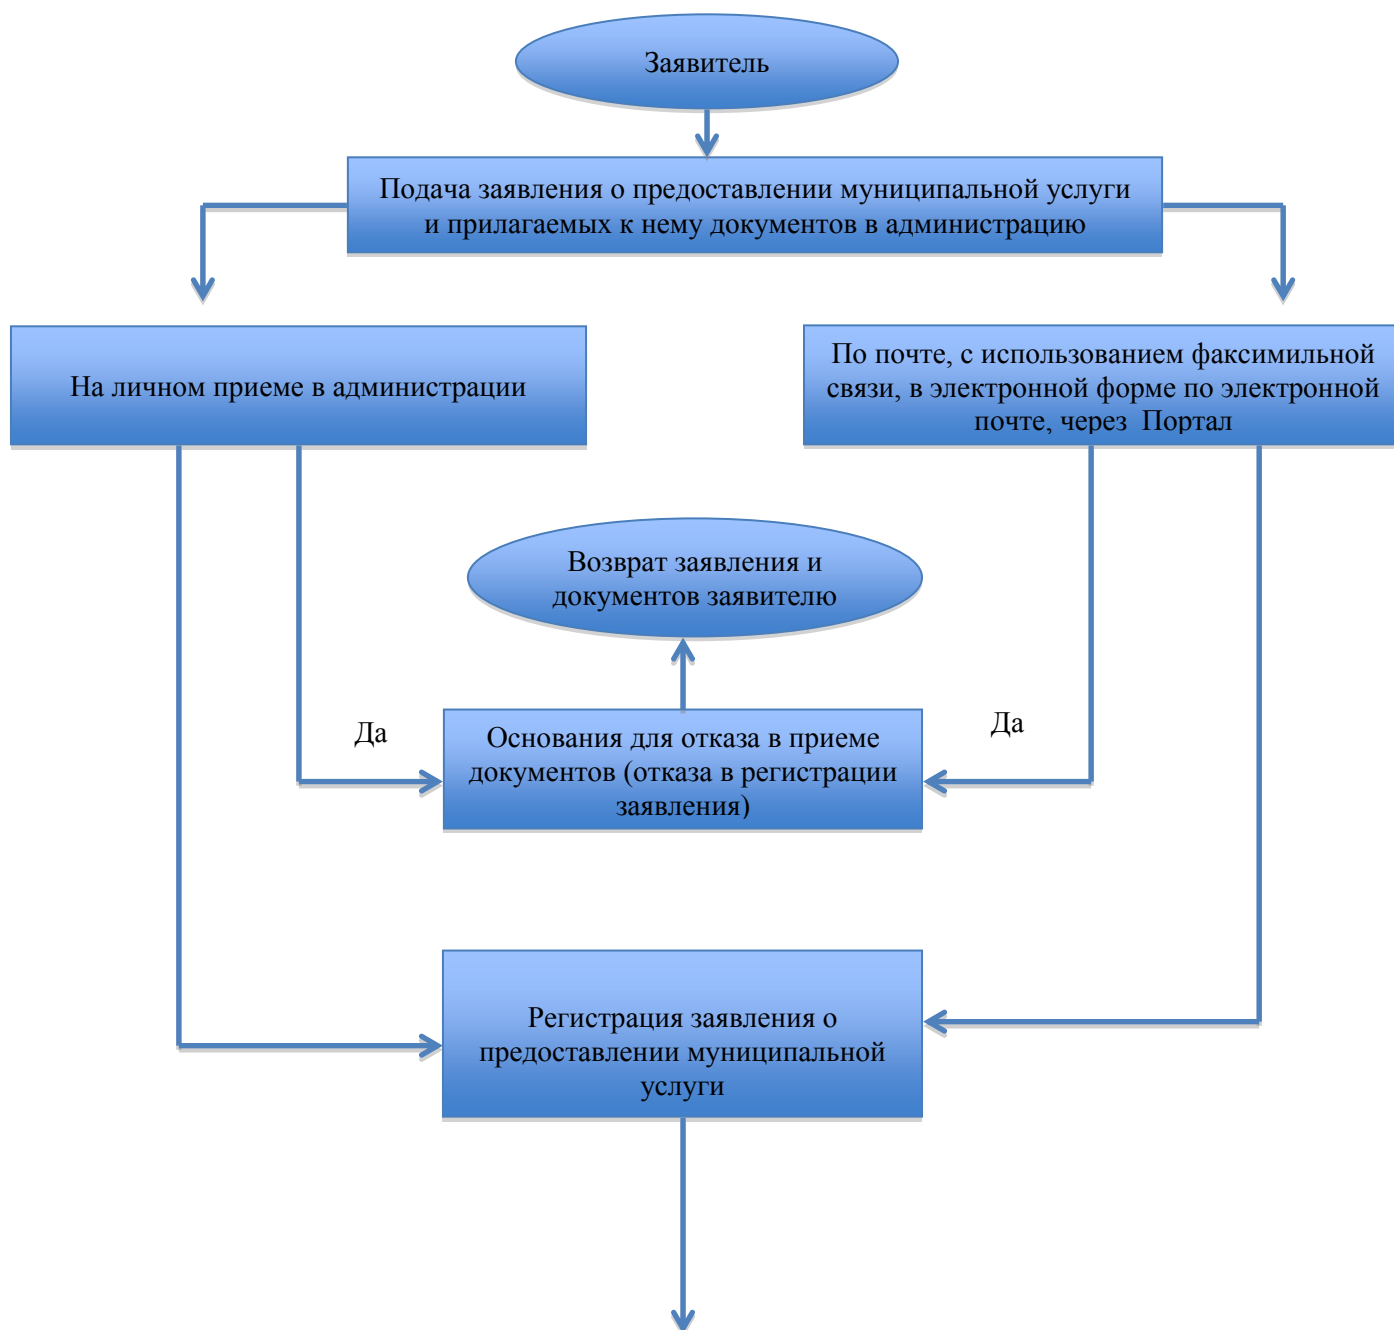 Заявитель
Подача заявления о предоставлении муниципальной услуги
и прилагаемых к нему документов в администрацию
На личном приеме в администрации
По почте, с использованием факсимильной
связи, в электронной форме по электронной
почте, через Портал
Возврат заявления и
документов заявителю
Да
Основания для отказа в приеме
документов (отказа в регистрации
заявления)
Да
Регистрация заявления о
предоставлении муниципальной
услуги